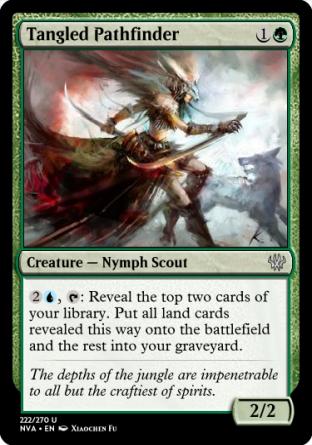 Tangled Pathfinder 1
Creature — Nymph Scout
2, : Reveal the top two cards of
your library. Put all land cards
revealed this way onto the battlefield
and the rest into your graveyard.
The depths of the jungle are impenetrable
to all but the craftiest of spirits.
2/2
222/270 U
NVA • EN Xiaochen Fu